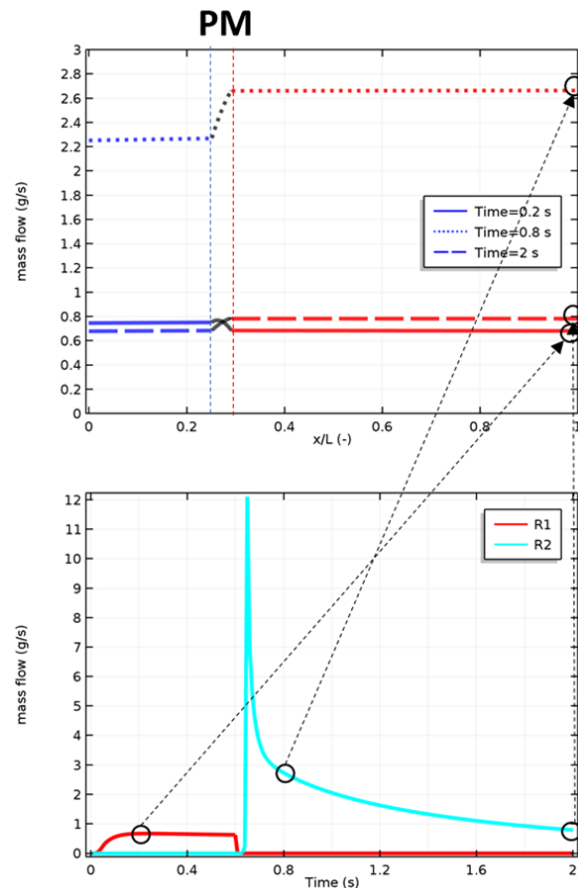 PM
3
2.8
2.6
2.4
2.2
2
1.8
1.6
1.4
1.2
1
0.8
0.6
0.4
0.2
0
mass flow (g/s)
Time=0.2 s
Time=0.8 s
Time=2 s
0 0.2 0.4 0.6 0.8 1
x/L (-)
12
11
10
9
8
7
6
5
4
3
2
1
0
mass flow (g/s)
R1
R2
0 0.4 0.8 1.2 1.6 2
Time (s)